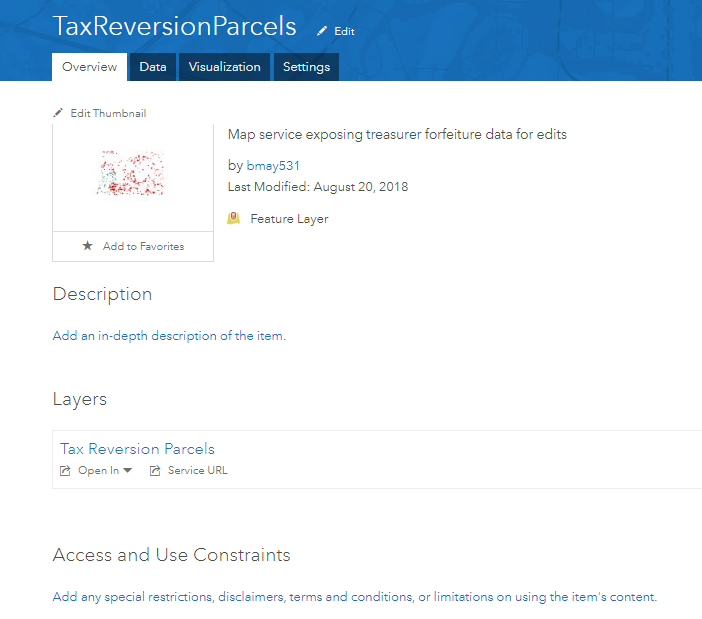 TaxReversionParcels Edit
Overview Data Visualization Settings
Edit Thumbnail
Map service exposing treasurer forfeiture data for edits
by bmay531
Last Modified: August 20, 2018
Feature Layer
Add to Favorites
Description
Add an in-depth description of the item.
Layers
Tax Reversion Parcels
Open In Service URL
Access and Use Constraints
Add any special restrictions, disclaimers, terms and conditions, or limitations on using the item's content.